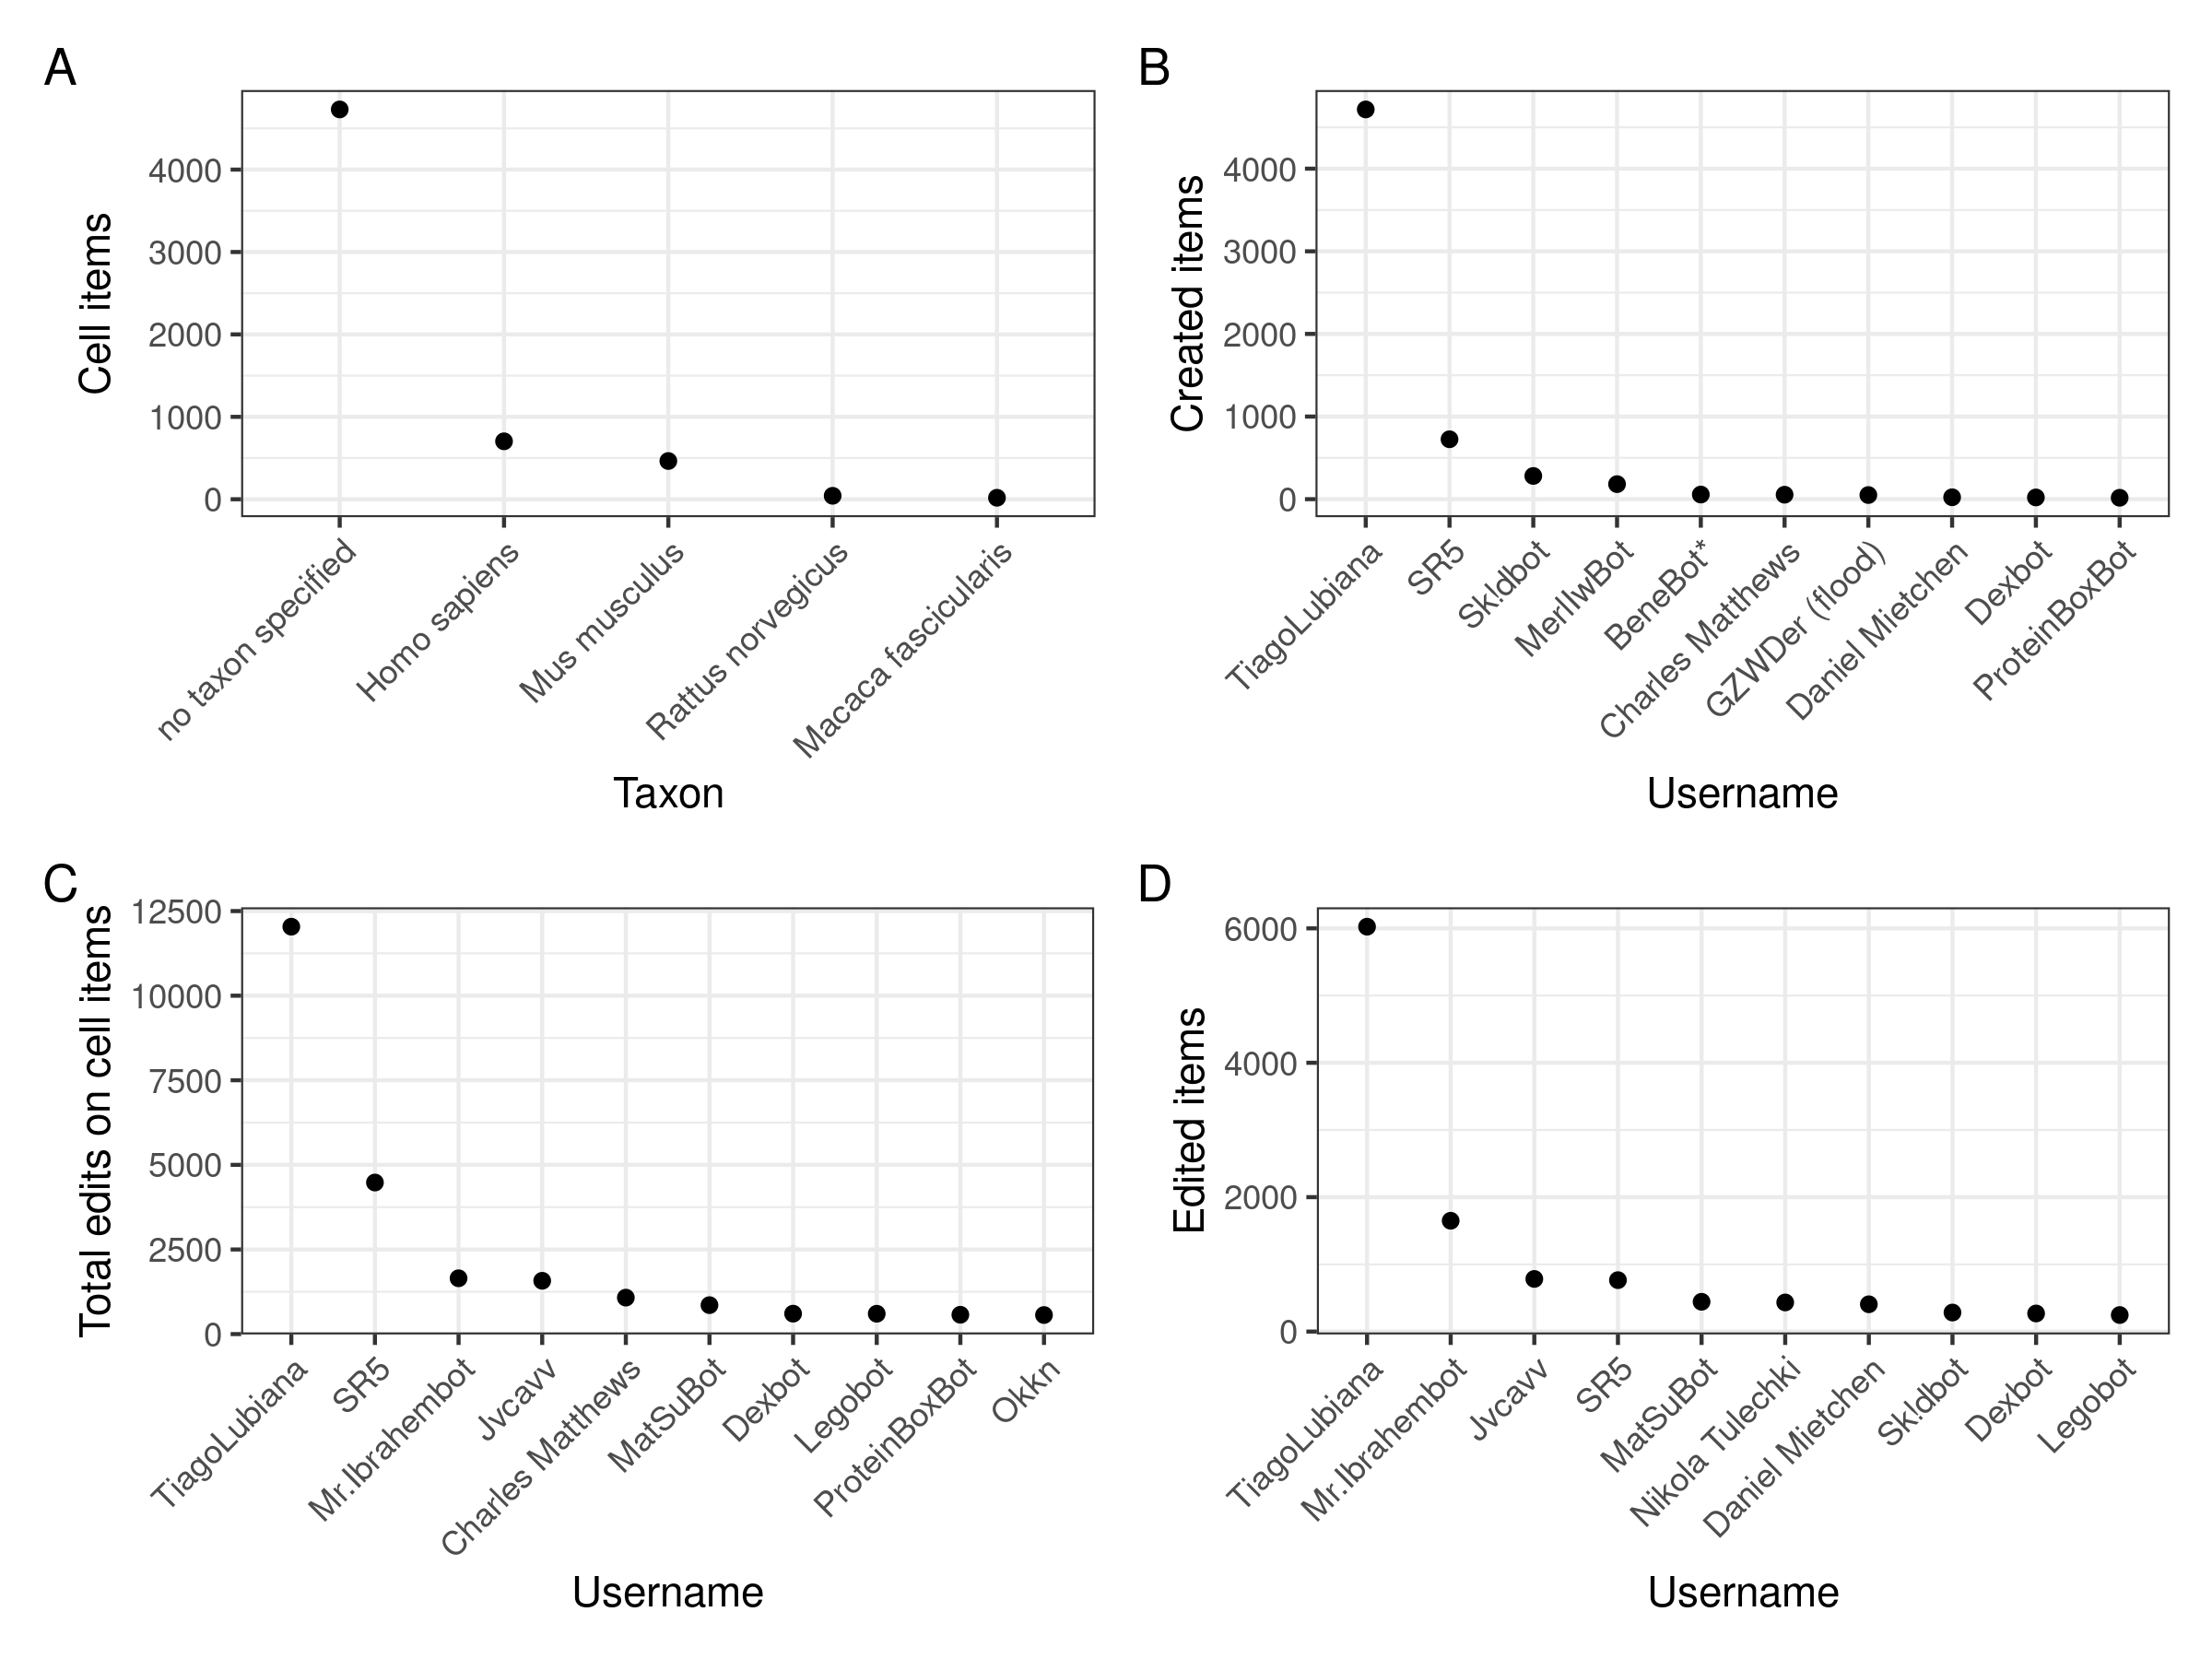 A
Cell items
4000
3000
2000
1000
0
no taxon specified
Homo sapiens
Mus musculus
Rattus norvegicus
Macaca fascicularis
Taxon
B
Created items
4000
3000
2000
1000
0
TiagoLubiana
SR5
Sk!dbot
MerlIwBot
BeneBot*
Charles Matthews
GZWDer (flood)
Daniel Mietchen
Dexbot
ProteinBoxBot
Username
C
Total edits on cell items
12500
10000
7500
5000
2500
0
TiagoLubiana
SR5
Mr.Ibrahembot
Jvcavv
Charles Matthews
MatSuBot
Dexbot
Legobot
ProteinBoxBot
Okkn
Username
D
Edited items
6000
4000
2000
0
TiagoLubiana
Mr.Ibrahembot
Jvcavv
SR5
MatSuBot
Nikola Tulechki
Daniel Mietchen
Sk!dbot
Dexbot
Legobot
Username